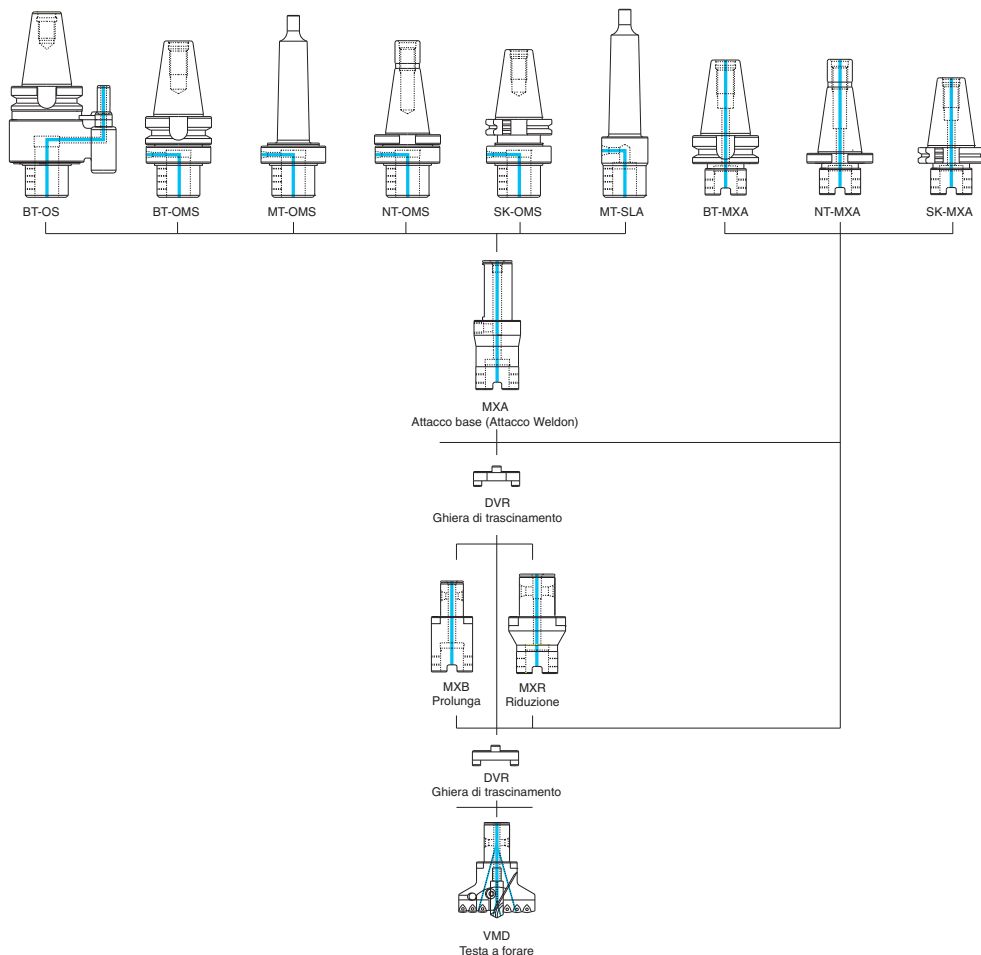 BT-OS
BT-OMS
MT-OMS
NT-OMS
SK-OMS
MT-SLA
BT-MXA
NT-MXA
SK-MXA
MXA
Attacco base (Attacco Weldon)
DVR
Ghiera di trascinamento
MXB
Prolunga
MXR
Riduzione
DVR
Ghiera di trascinamento
VMD
Testa a forare